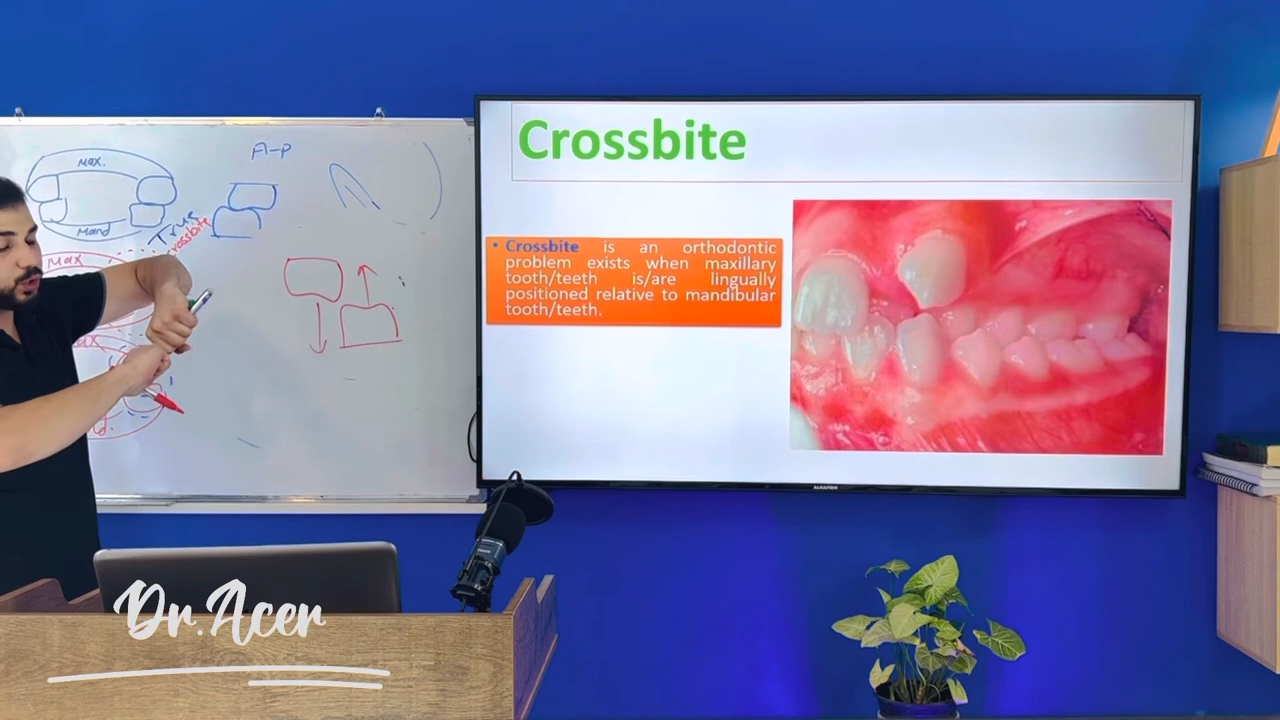 Crossbite
• Crossbite is an orthodontic
problem exists when maxillary
tooth/teeth is/are lingually
positioned relative to mandibular
tooth/teeth.
A-P
Max.
Mand
True
crossbite
Max
Dr.Acer